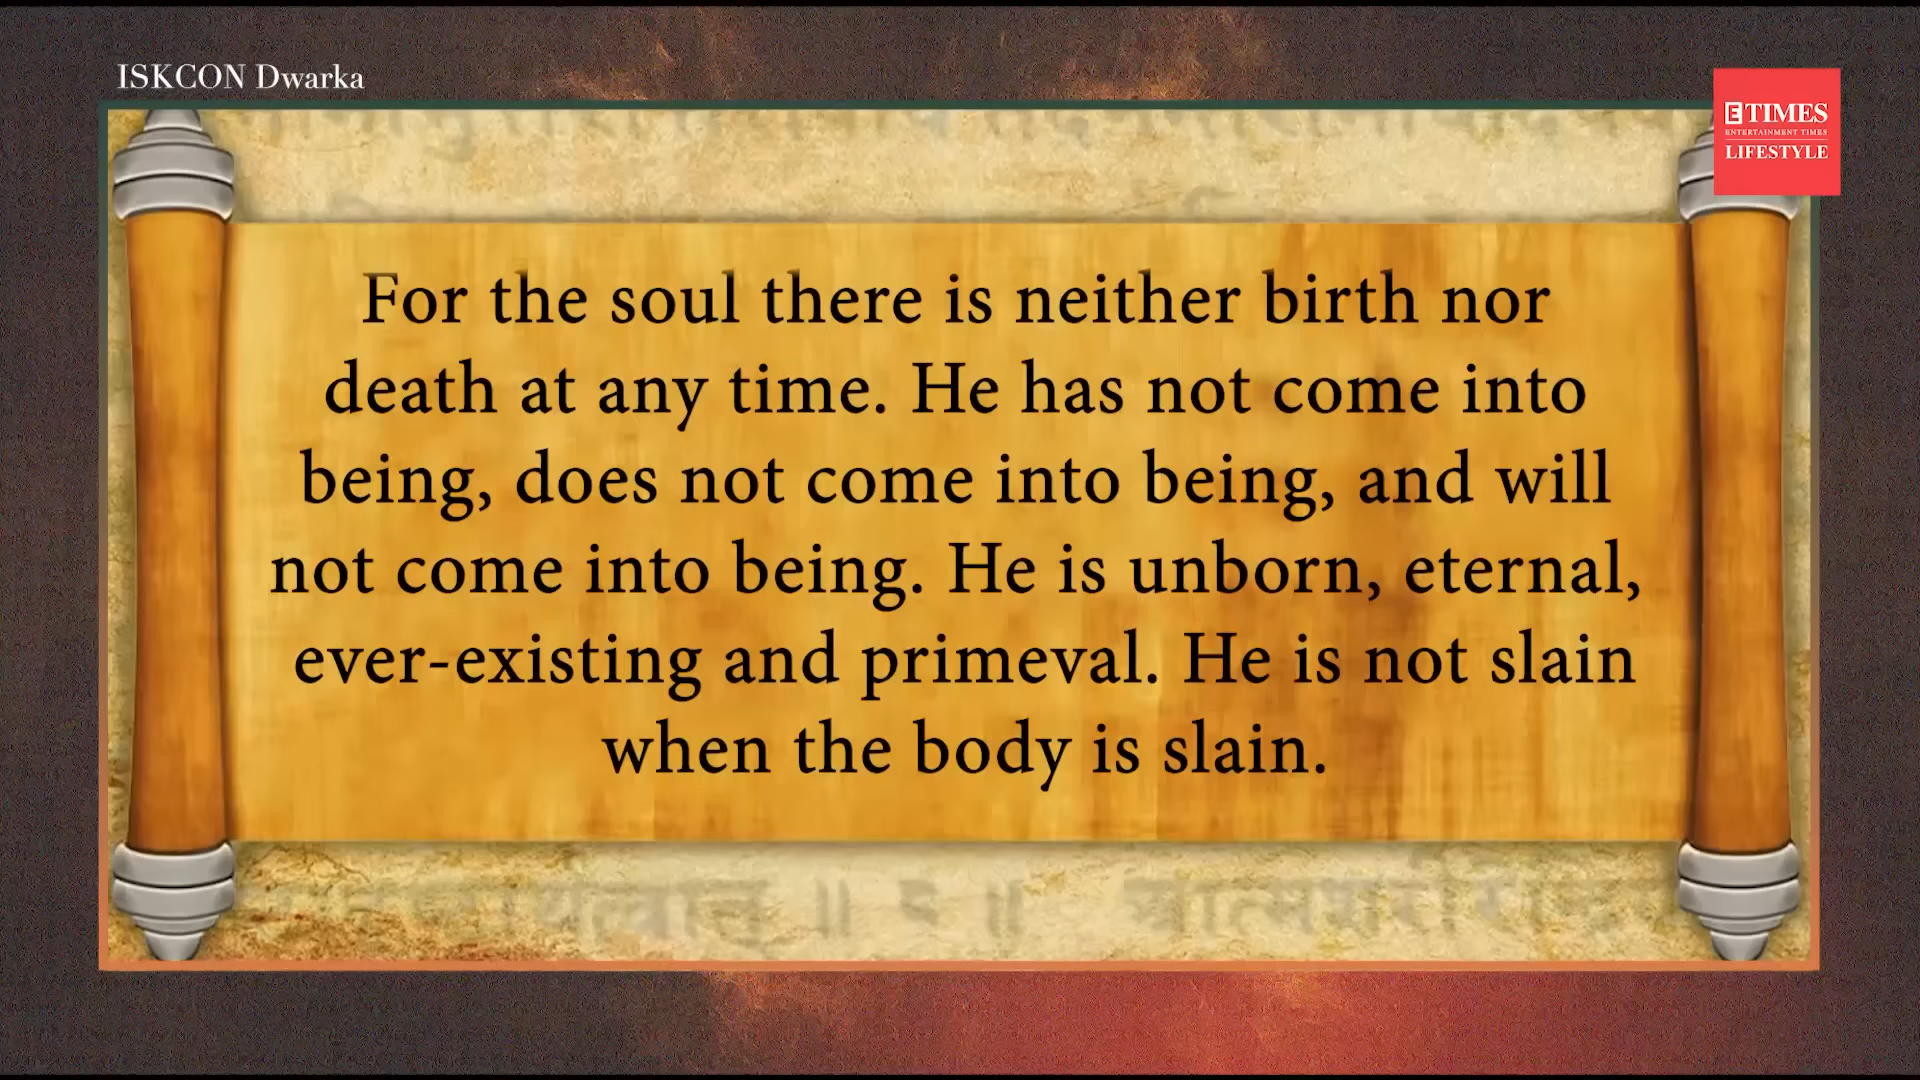 ISKCON Dwarka
ETIMES
ENTERTAINMENT TIMES
LIFESTYLE
For the soul there is neither birth nor
death at any time. He has not come into
being, does not come into being, and will
not come into being. He is unborn, eternal,
ever-existing and primeval. He is not slain
when the body is slain.